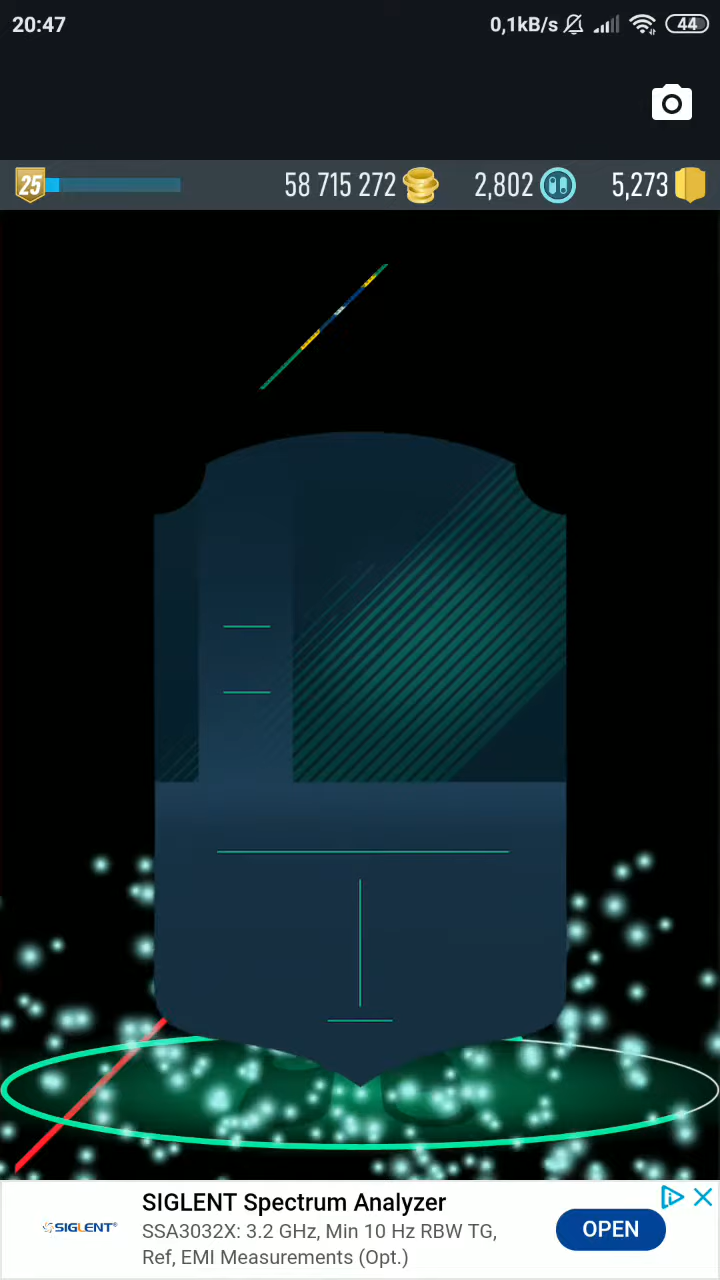 20:47 0,1kB/s 44
25 58 715 272 2,802 5,273
SIGLENT SIGLENT Spectrum Analyzer
SSA3032X: 3.2 GHz, Min 10 Hz RBW TG,
Ref, EMI Measurements (Opt.)
OPEN